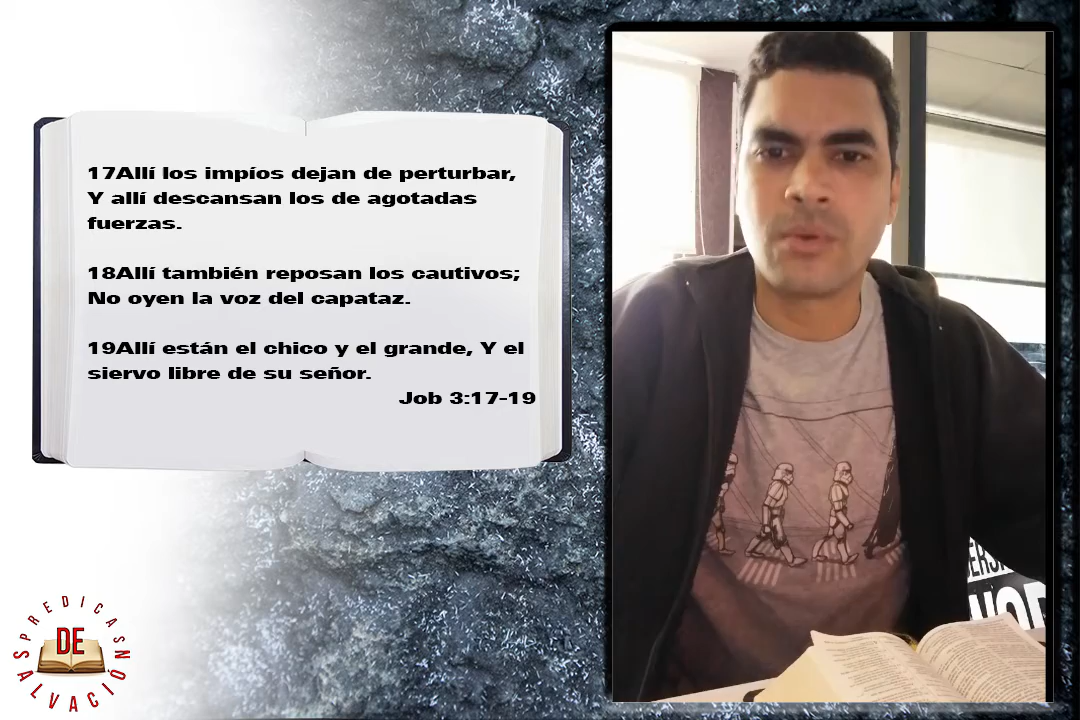 17Allí los impíos dejan de perturbar,
Y allí descansan los de agotadas
fuerzas.
18Allí también reposan los cautivos;
No oyen la voz del capataz.
19Allí están el chico y el grande, Y el
siervo libre de su señor.
Job 3:17-19
PREDICAS
DE
SALVACIÓN